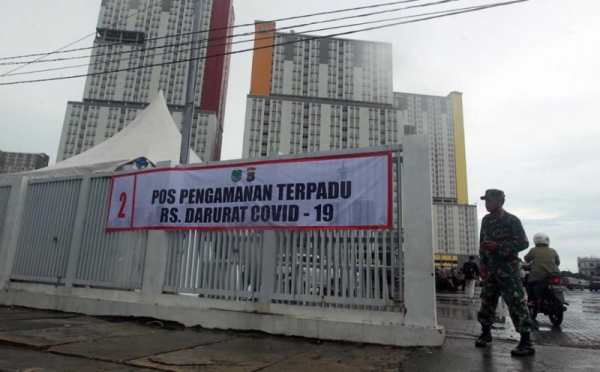 2
POS PENGAMANAN TERPADU
RS. DARURAT COVID - 19